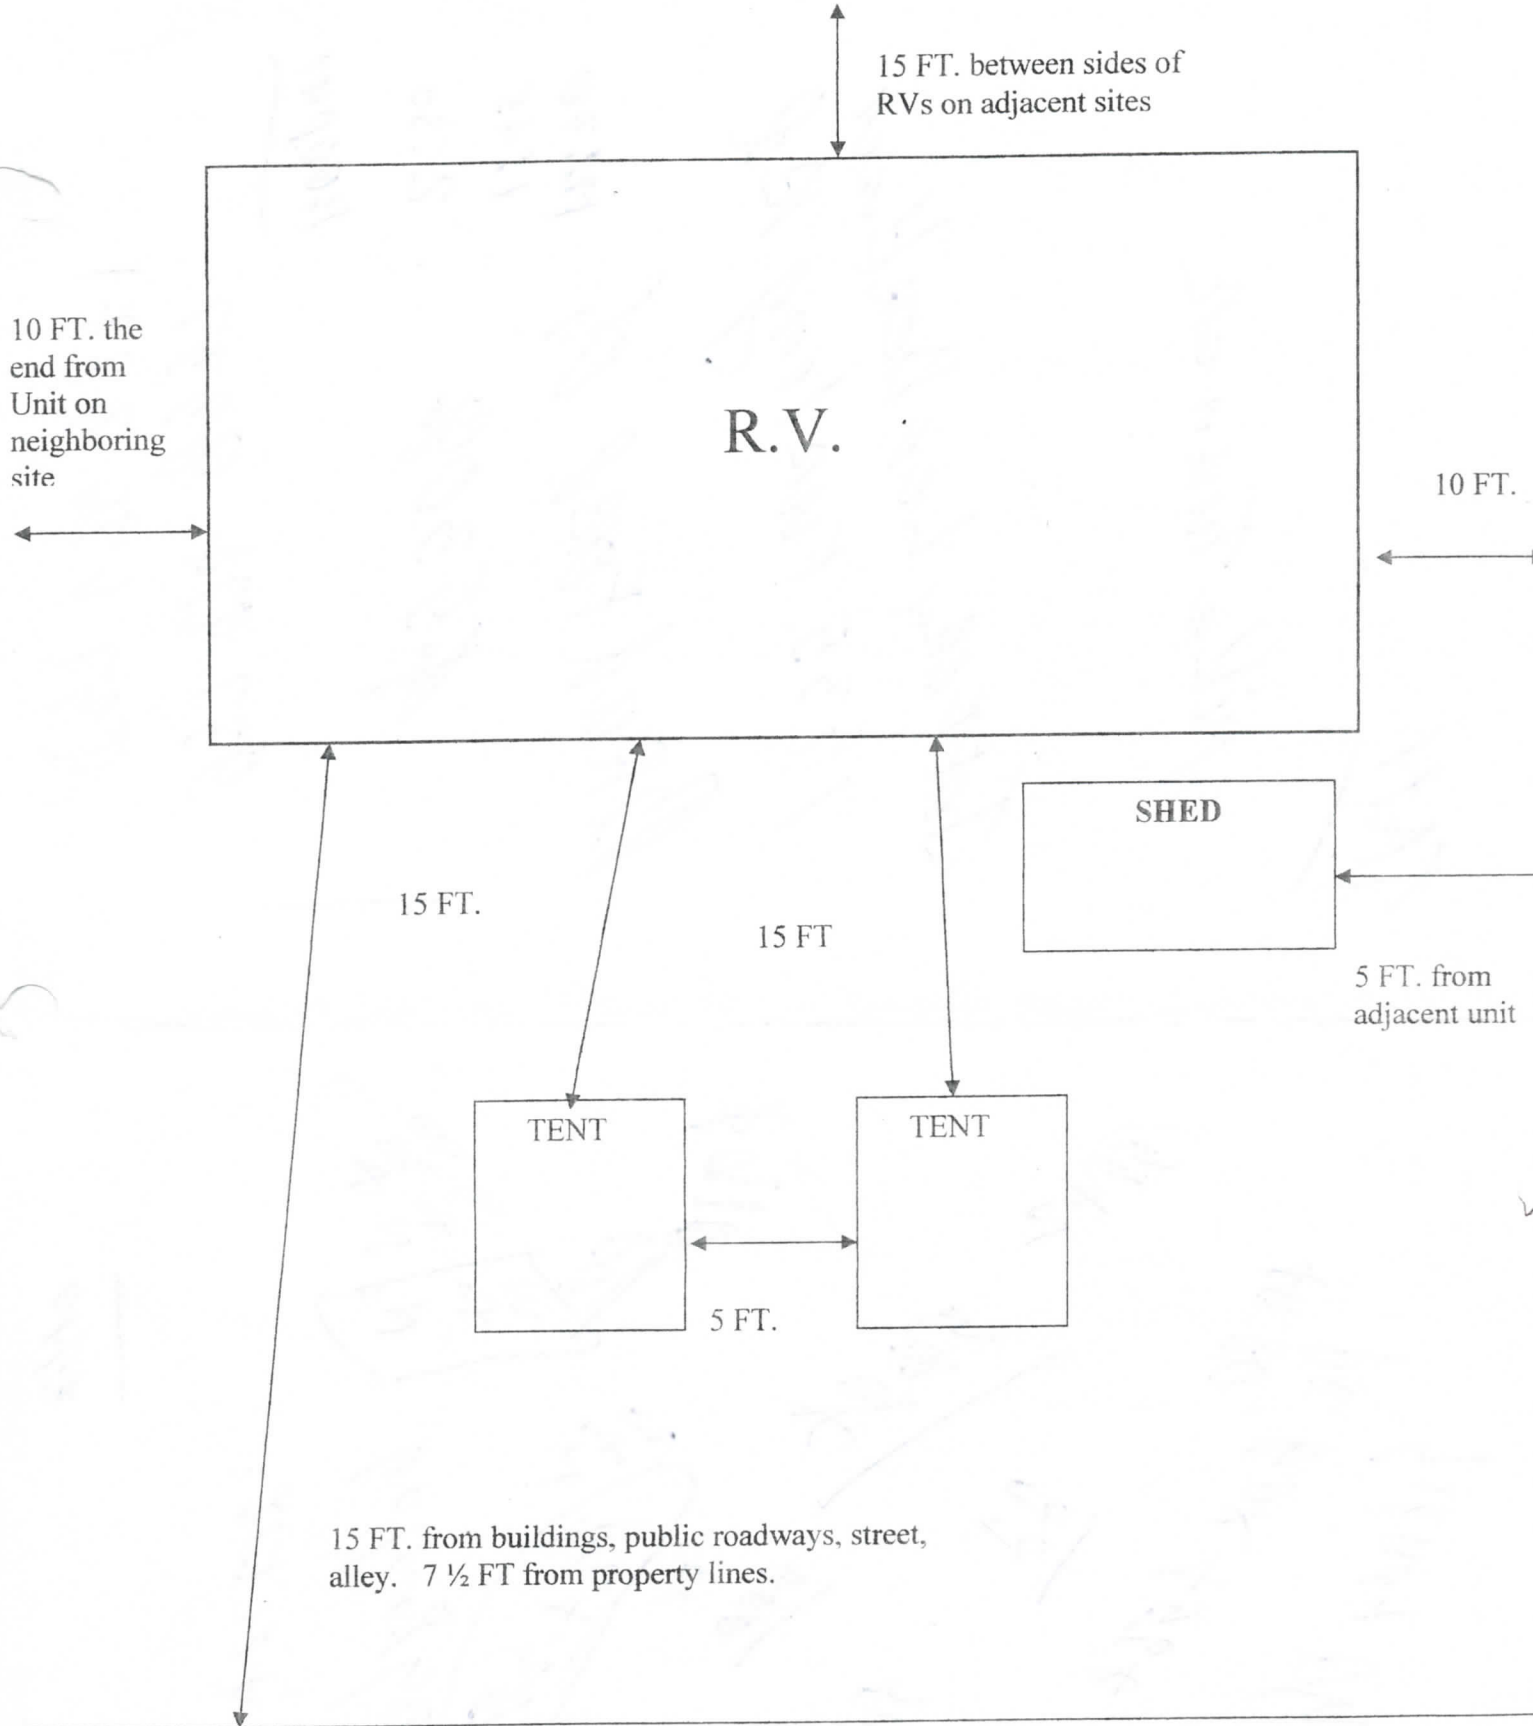 15 FT. between sides of
RVs on adjacent sites
10 FT. the
end from
Unit on
neighboring
site
R.V.
10 FT.
SHED
15 FT.
15 FT
5 FT. from
adjacent unit
TENT
TENT
5 FT.
15 FT. from buildings, public roadways, street,
alley.   7 ½ FT from property lines.